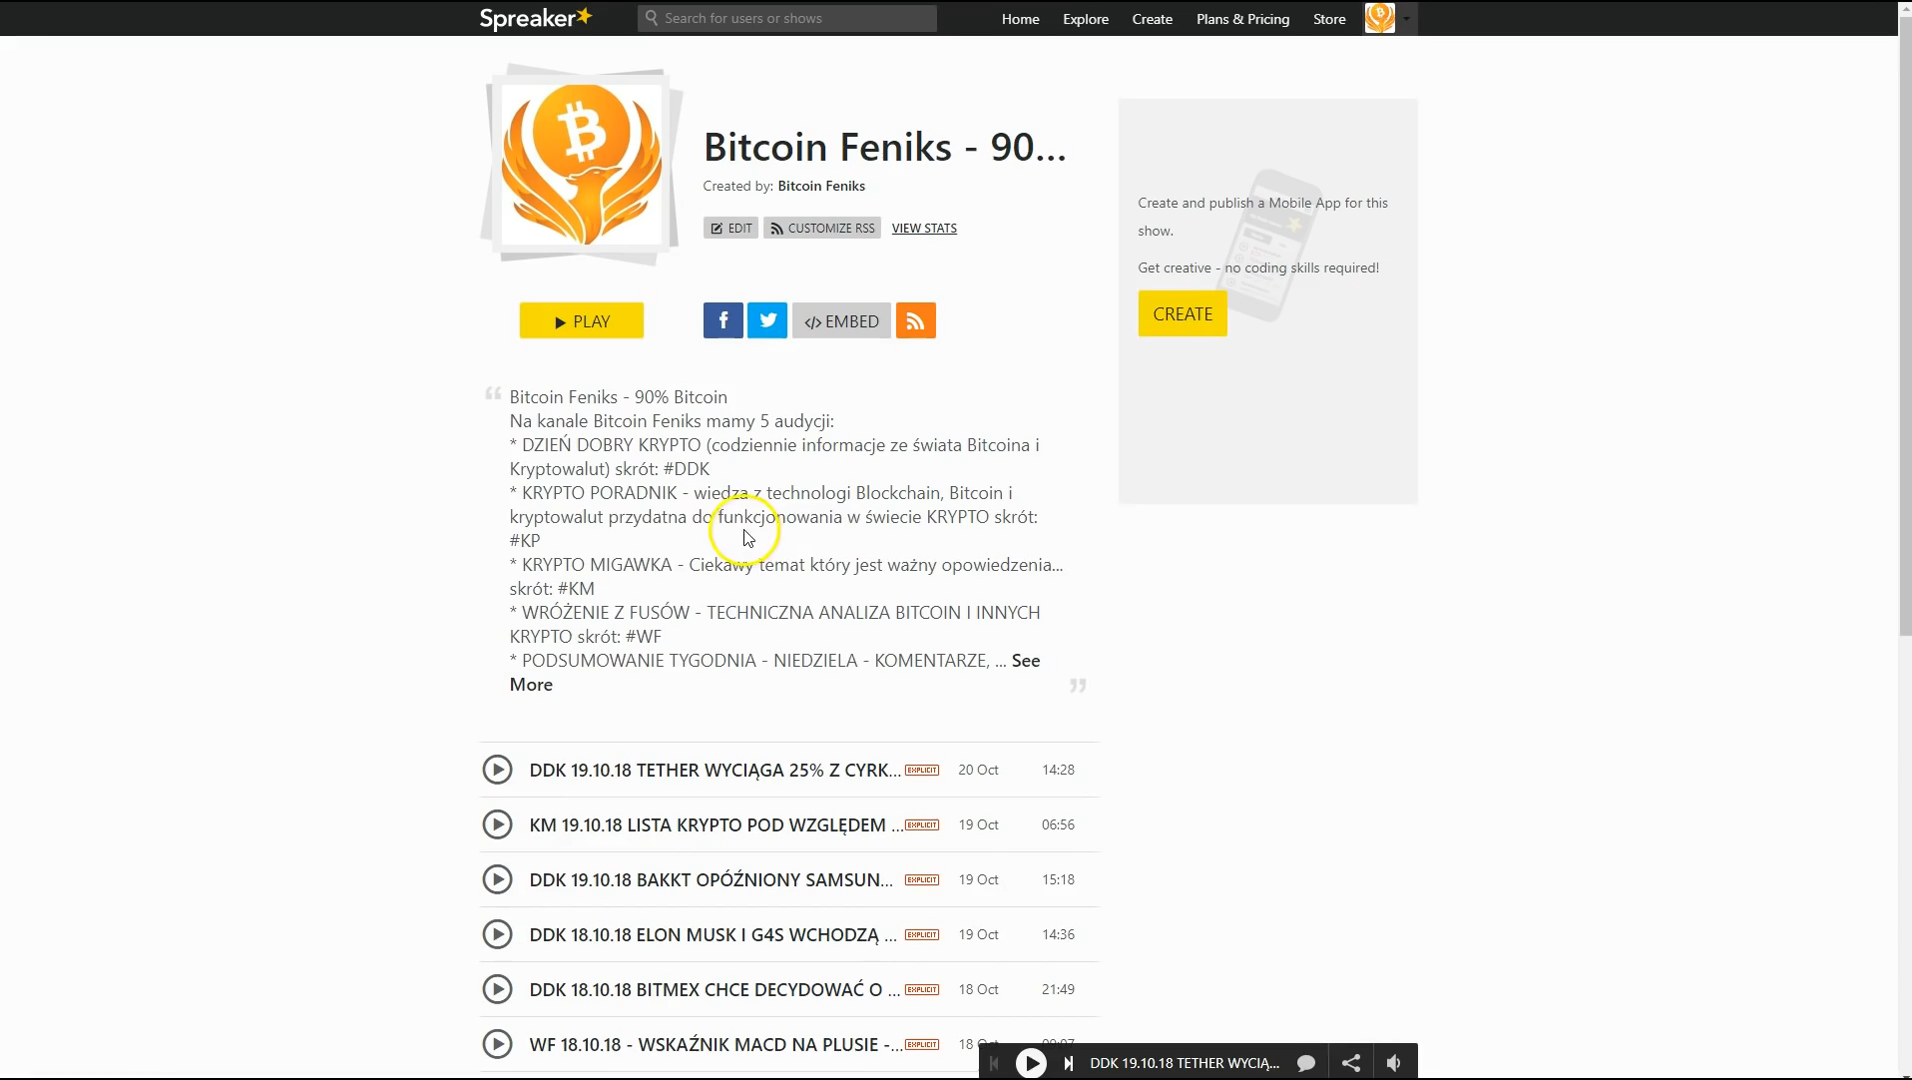 Spreaker
Search for users or shows
Home Explore Create Plans & Pricing Store
Bitcoin Feniks - 90...
Created by: Bitcoin Feniks
EDIT CUSTOMIZE RSS VIEW STATS
Create and publish a Mobile App for this
show.
Get creative - no coding skills required!
CREATE
PLAY
f </> EMBED
“ Bitcoin Feniks - 90% Bitcoin
Na kanale Bitcoin Feniks mamy 5 audycji:
* DZIEŃ DOBRY KRYPTO (codziennie informacje ze świata Bitcoina i
Kryptowalut) skrót: #DDK
* KRYPTO PORADNIK - wiedza z technologi Blockchain, Bitcoin i
kryptowalut przydatna do funkcjonowania w świecie KRYPTO skrót:
#KP
* KRYPTO MIGAWKA - Ciekawy temat który jest ważny opowiedzenia...
skrót: #KM
* WRÓŻENIE Z FUSÓW - TECHNICZNA ANALIZA BITCOIN I INNYCH
KRYPTO skrót: #WF
* PODSUMOWANIE TYGODNIA - NIEDZIELA - KOMENTARZE, ... See
More ”
DDK 19.10.18 TETHER WYCIĄGA 25% Z CYRK... EXPLICIT 20 Oct 14:28
KM 19.10.18 LISTA KRYPTO POD WZGLĘDEM ... EXPLICIT 19 Oct 06:56
DDK 19.10.18 BAKKT OPÓŹNIONY SAMSUN... EXPLICIT 19 Oct 15:18
DDK 18.10.18 ELON MUSK I G4S WCHODZĄ ... EXPLICIT 19 Oct 14:36
DDK 18.10.18 BITMEX CHCE DECYDOWAĆ O ... EXPLICIT 18 Oct 21:49
WF 18.10.18 - WSKAŹNIK MACD NA PLUSIE -... EXPLICIT 18
DDK 19.10.18 TETHER WYCIĄ...